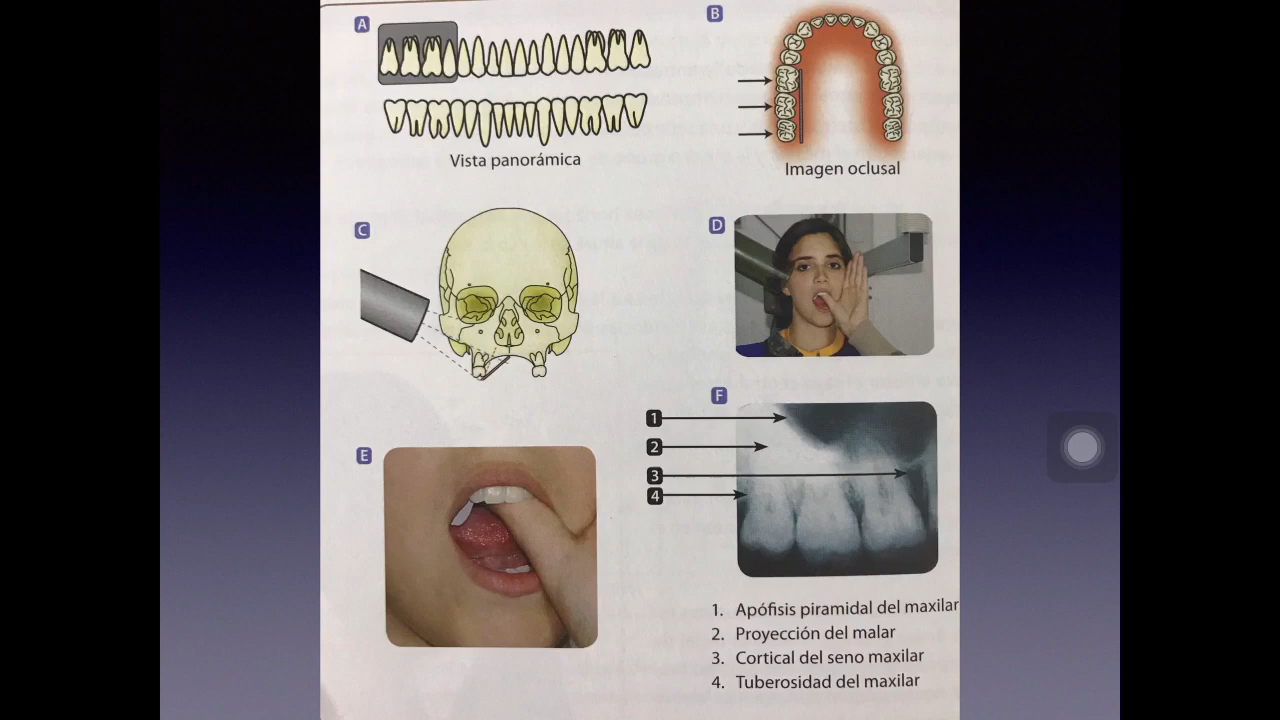 A
B
Vista panorámica
Imagen oclusal
C
D
E
F
1
2
3
4
1. Apófisis piramidal del maxilar
2. Proyección del malar
3. Cortical del seno maxilar
4. Tuberosidad del maxilar